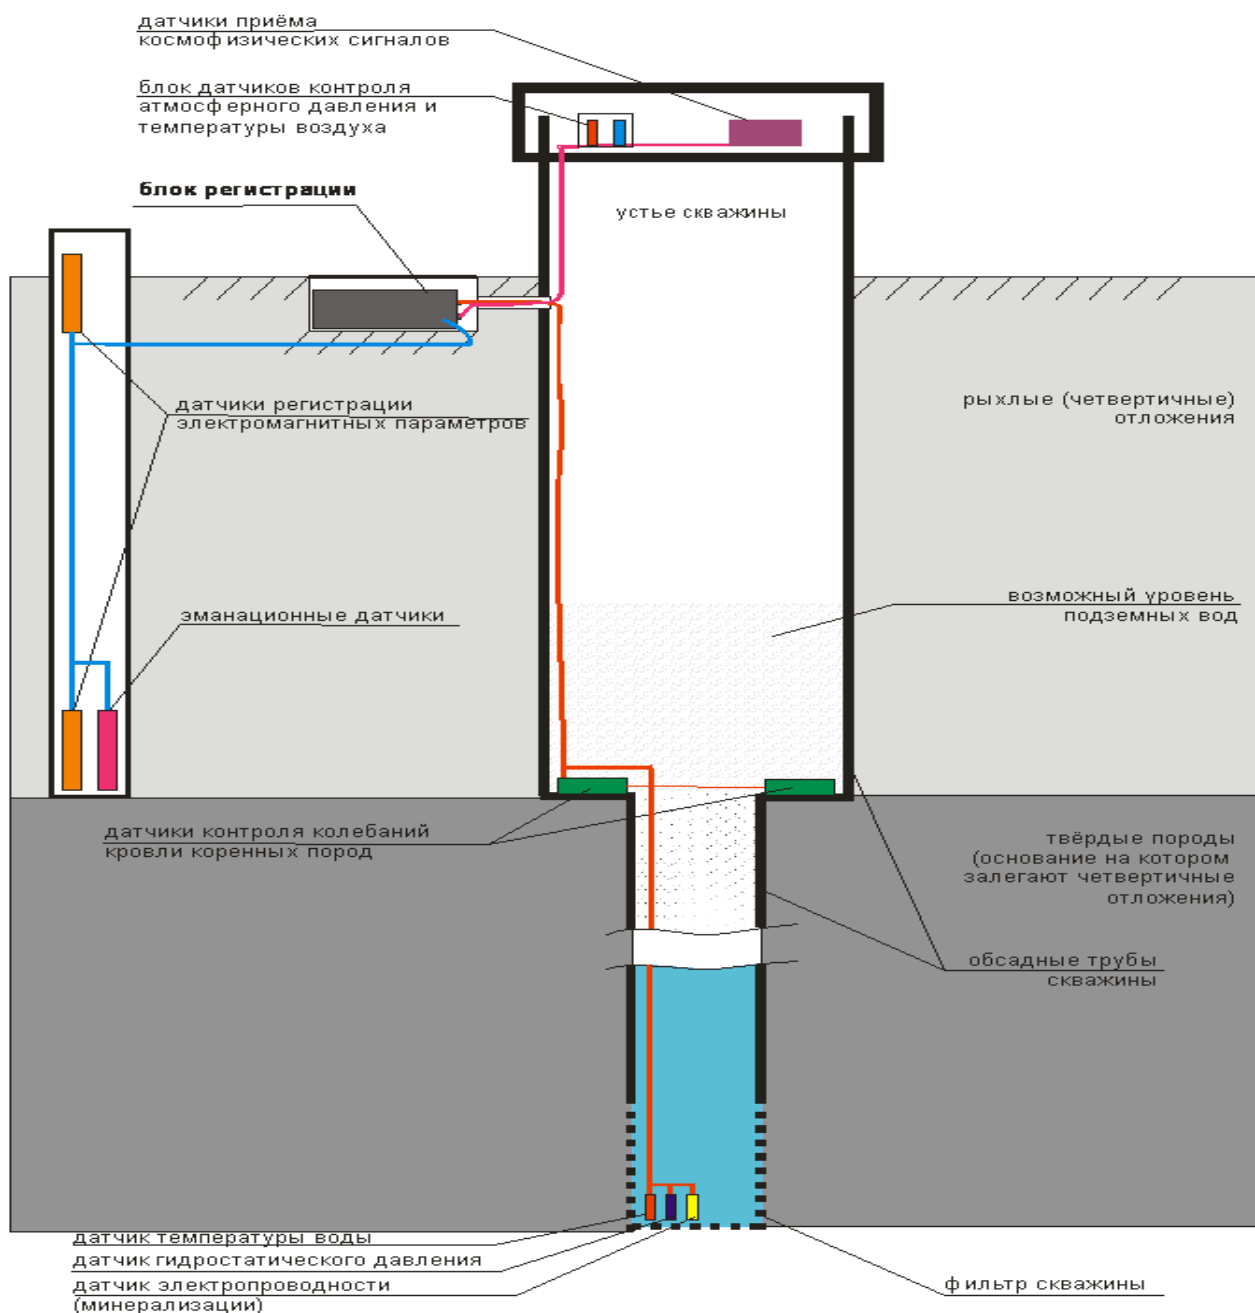 датчики приёма
космофизических сигналов
блок датчиков контроля
атмосферного давления и
температуры воздуха
блок регистрации
устье скважины
датчики регистрации
электромагнитных параметров
рыхлые (четвертичные)
отложения
эманационные датчики
возможный уровень
подземных вод
датчики контроля колебаний
кровли коренных пород
твёрдые породы
(основание на котором
залегают четвертичные
отложения)
обсадные трубы
скважины
датчик температуры воды
датчик гидростатического давления
датчик электропроводности
(минерализации)
фильтр скважины